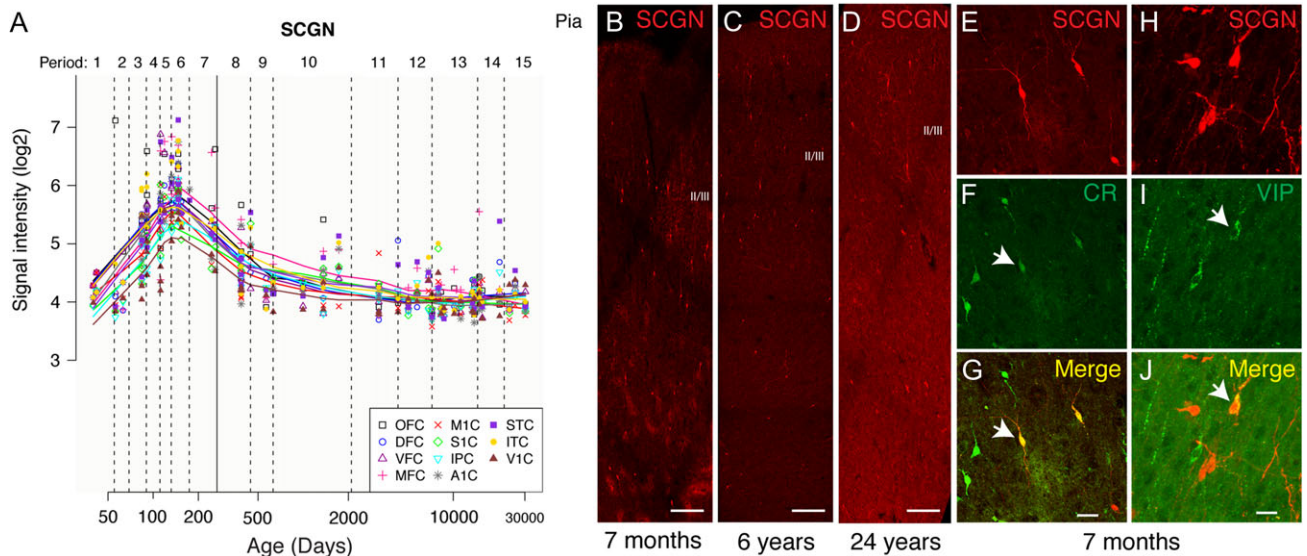 A
SCGN
Period: 1 2 3 4 5 6 7 8 9 10 11 12 13 14 15
Signal intensity (log2)
7
6
5
4
3
OFC M1C STC
DFC S1C ITC
VFC IPC V1C
MFC A1C
50 100 200 500 2000 10000 30000
Age (Days)
Pia
B SCGN
II/III
7 months
C SCGN
II/III
6 years
D SCGN
II/III
24 years
E SCGN
H SCGN
F CR
I VIP
G Merge
J Merge
7 months